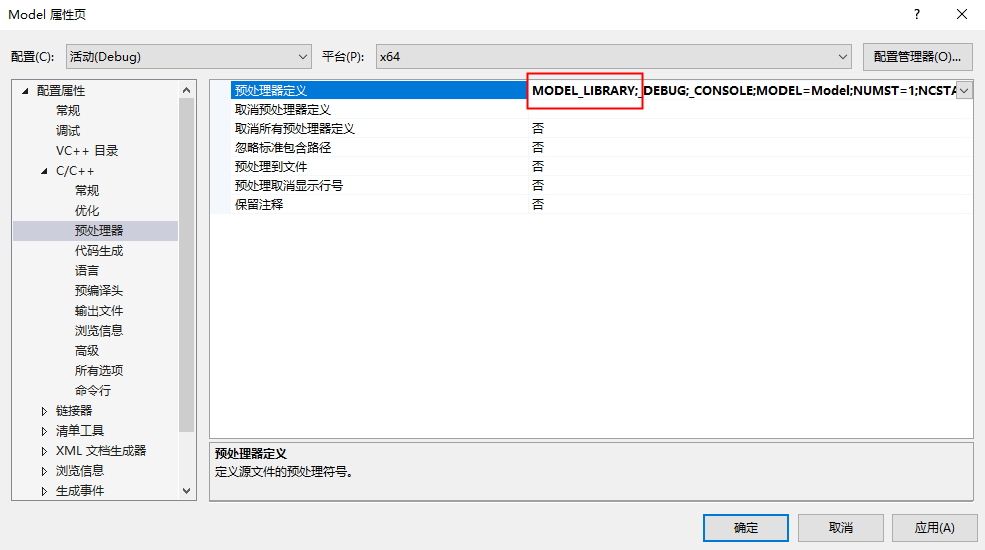 Model 属性页
?
配置(C):
活动(Debug)
平台(P):
x64
配置管理器(O)...
配置属性
常规
调试
VC++ 目录
C/C++
常规
优化
预处理器
代码生成
语言
预编译头
输出文件
浏览信息
高级
所有选项
命令行
链接器
清单工具
XML 文档生成器
浏览信息
生成事件
预处理器定义 MODEL_LIBRARY;_DEBUG;_CONSOLE;MODEL=Model;NUMST=1;NCSTA
取消预处理器定义
取消所有预处理器定义 否
忽略标准包含路径 否
预处理到文件 否
预处理取消显示行号 否
保留注释 否
预处理器定义
定义源文件的预处理符号。
确定
取消
应用(A)